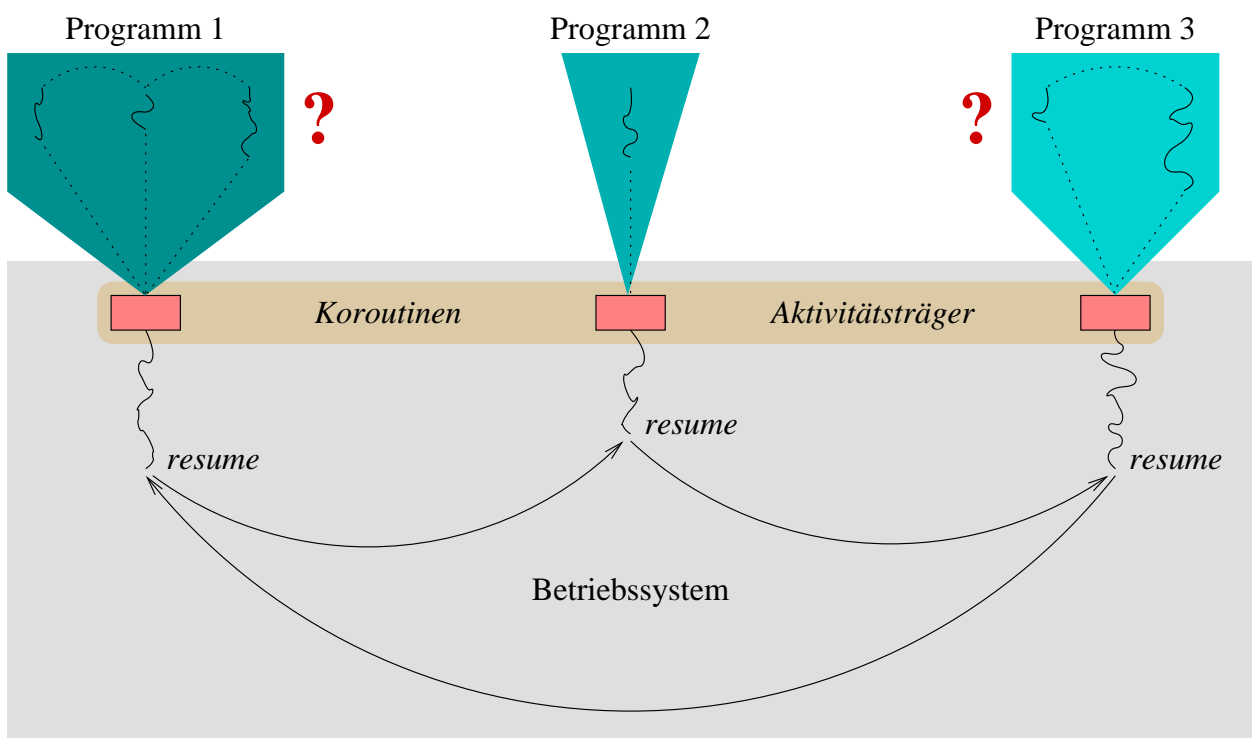 Programm 1
Programm 2
Programm 3
?
?
Koroutinen
Aktivitätsträger
resume
resume
resume
Betriebssystem